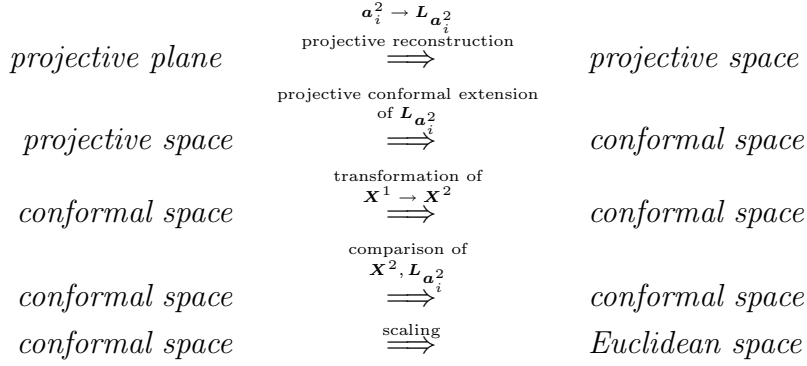 a_i^2 → L_{a_i^2}
projective reconstruction
projective plane ⟹ projective space
projective conformal extension
of L_{a_i^2}
projective space ⟹ conformal space
transformation of
X^1 → X^2
conformal space ⟹ conformal space
comparison of
X^2, L_{a_i^2}
conformal space ⟹ conformal space
scaling
conformal space ⟹ Euclidean space